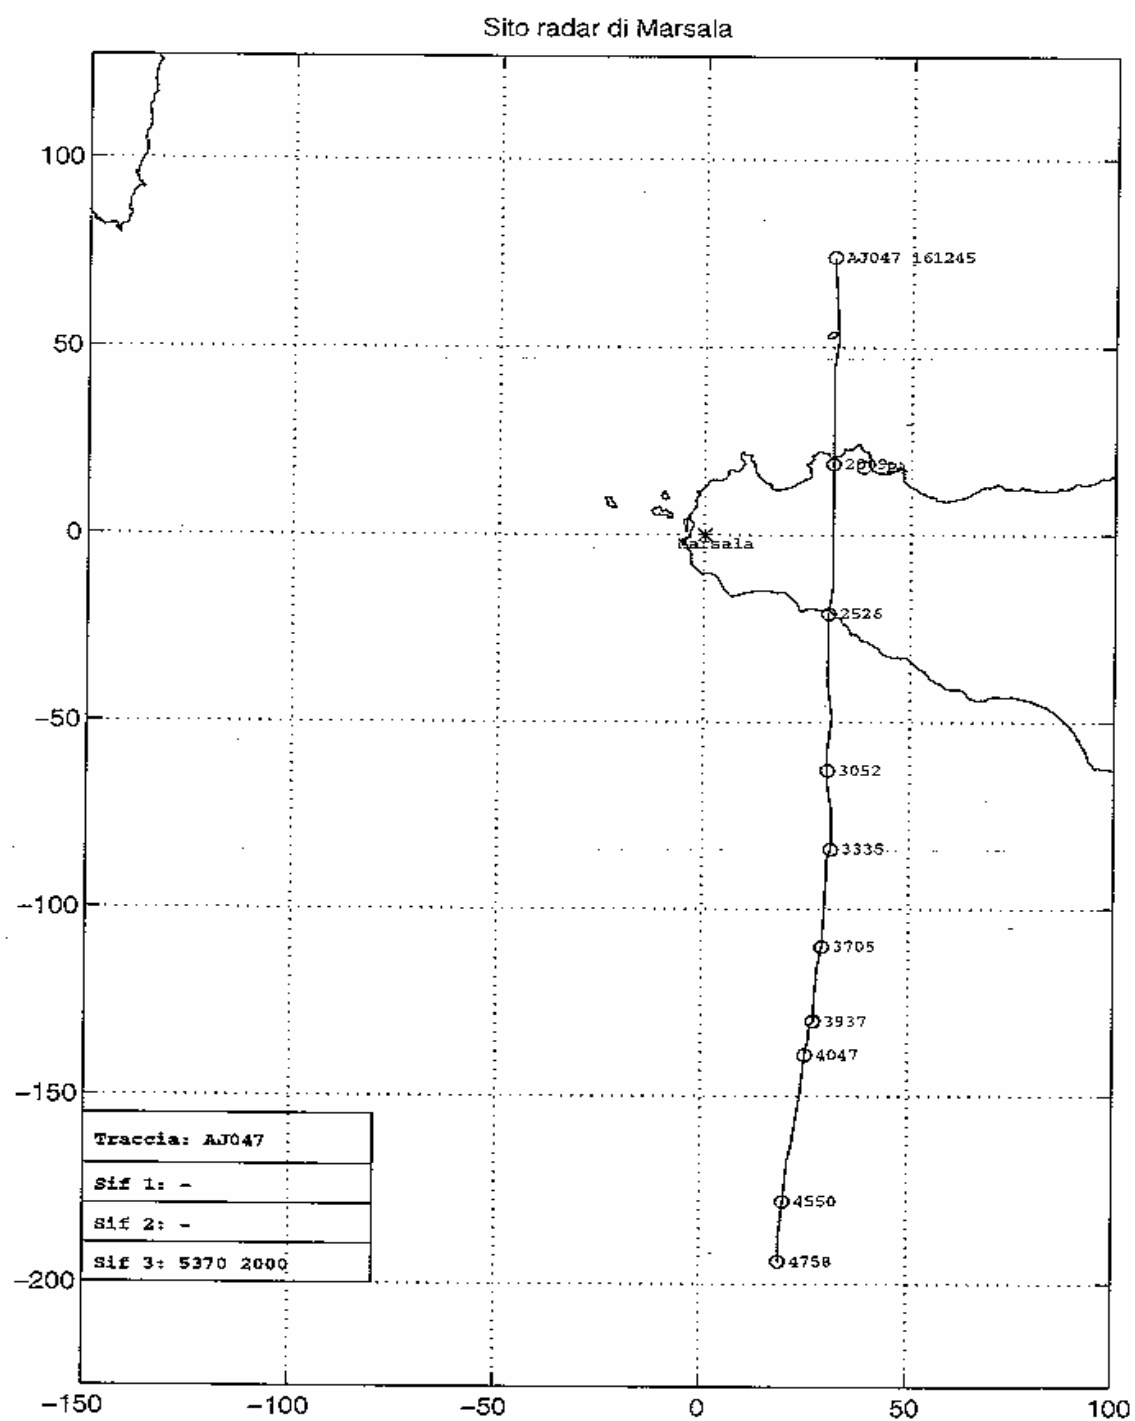 Sito radar di Marsala
100
50
0
−50
−100
−150
−200
AJ047 161245
Marsala
2526
3052
3335
3705
3937
4047
4550
4758
Traccia: AJ047
Sif 1: -
Sif 2: -
Sif 3: 5370 2000
−150 −100 −50 0 50 100